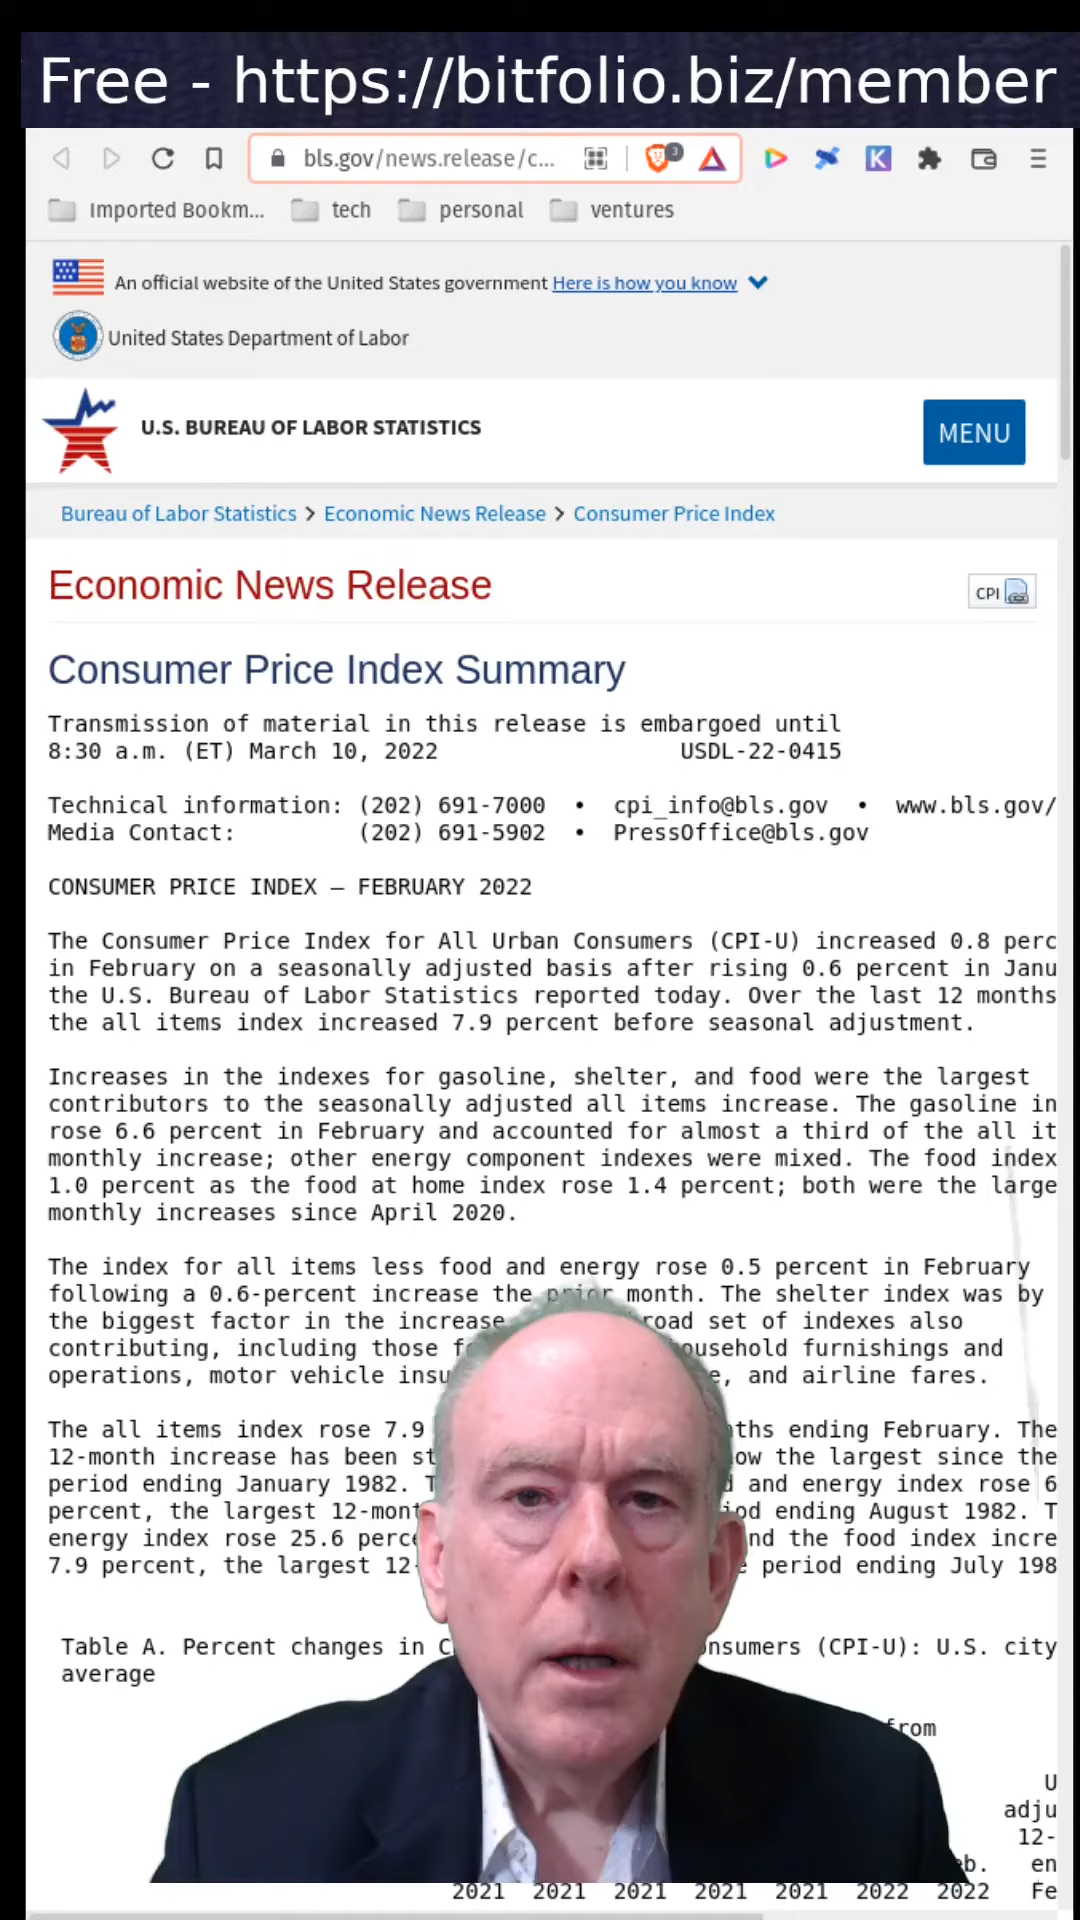 Free - https://bitfolio.biz/member
bls.gov/news.release/c...
3
K
Imported Bookm...
tech
personal
ventures
An official website of the United States government Here is how you know
United States Department of Labor
U.S. BUREAU OF LABOR STATISTICS
MENU
Bureau of Labor Statistics > Economic News Release > Consumer Price Index
Economic News Release
CPI
Consumer Price Index Summary
Transmission of material in this release is embargoed until
8:30 a.m. (ET) March 10, 2022 USDL-22-0415
Technical information: (202) 691-7000 • cpi_info@bls.gov • www.bls.gov/
Media Contact: (202) 691-5902 • PressOffice@bls.gov
CONSUMER PRICE INDEX – FEBRUARY 2022
The Consumer Price Index for All Urban Consumers (CPI-U) increased 0.8 perc
in February on a seasonally adjusted basis after rising 0.6 percent in Janu
the U.S. Bureau of Labor Statistics reported today. Over the last 12 months
the all items index increased 7.9 percent before seasonal adjustment.
Increases in the indexes for gasoline, shelter, and food were the largest
contributors to the seasonally adjusted all items increase. The gasoline in
rose 6.6 percent in February and accounted for almost a third of the all it
monthly increase; other energy component indexes were mixed. The food index
1.0 percent as the food at home index rose 1.4 percent; both were the large
monthly increases since April 2020.
The index for all items less food and energy rose 0.5 percent in February
following a 0.6-percent increase the prior month. The shelter index was by
the biggest factor in the increase road set of indexes also
contributing, including those f ousehold furnishings and
operations, motor vehicle insu e, and airline fares.
The all items index rose 7.9 ths ending February. The
12-month increase has been st ow the largest since the
period ending January 1982. T d and energy index rose 6
percent, the largest 12-mont iod ending August 1982. T
energy index rose 25.6 perce nd the food index incre
7.9 percent, the largest 12- period ending July 198
Table A. Percent changes in C onsumers (CPI-U): U.S. city
average
from
U
adju
12-
eb. en
2021 2021 2021 2021 2021 2022 2022 Fe